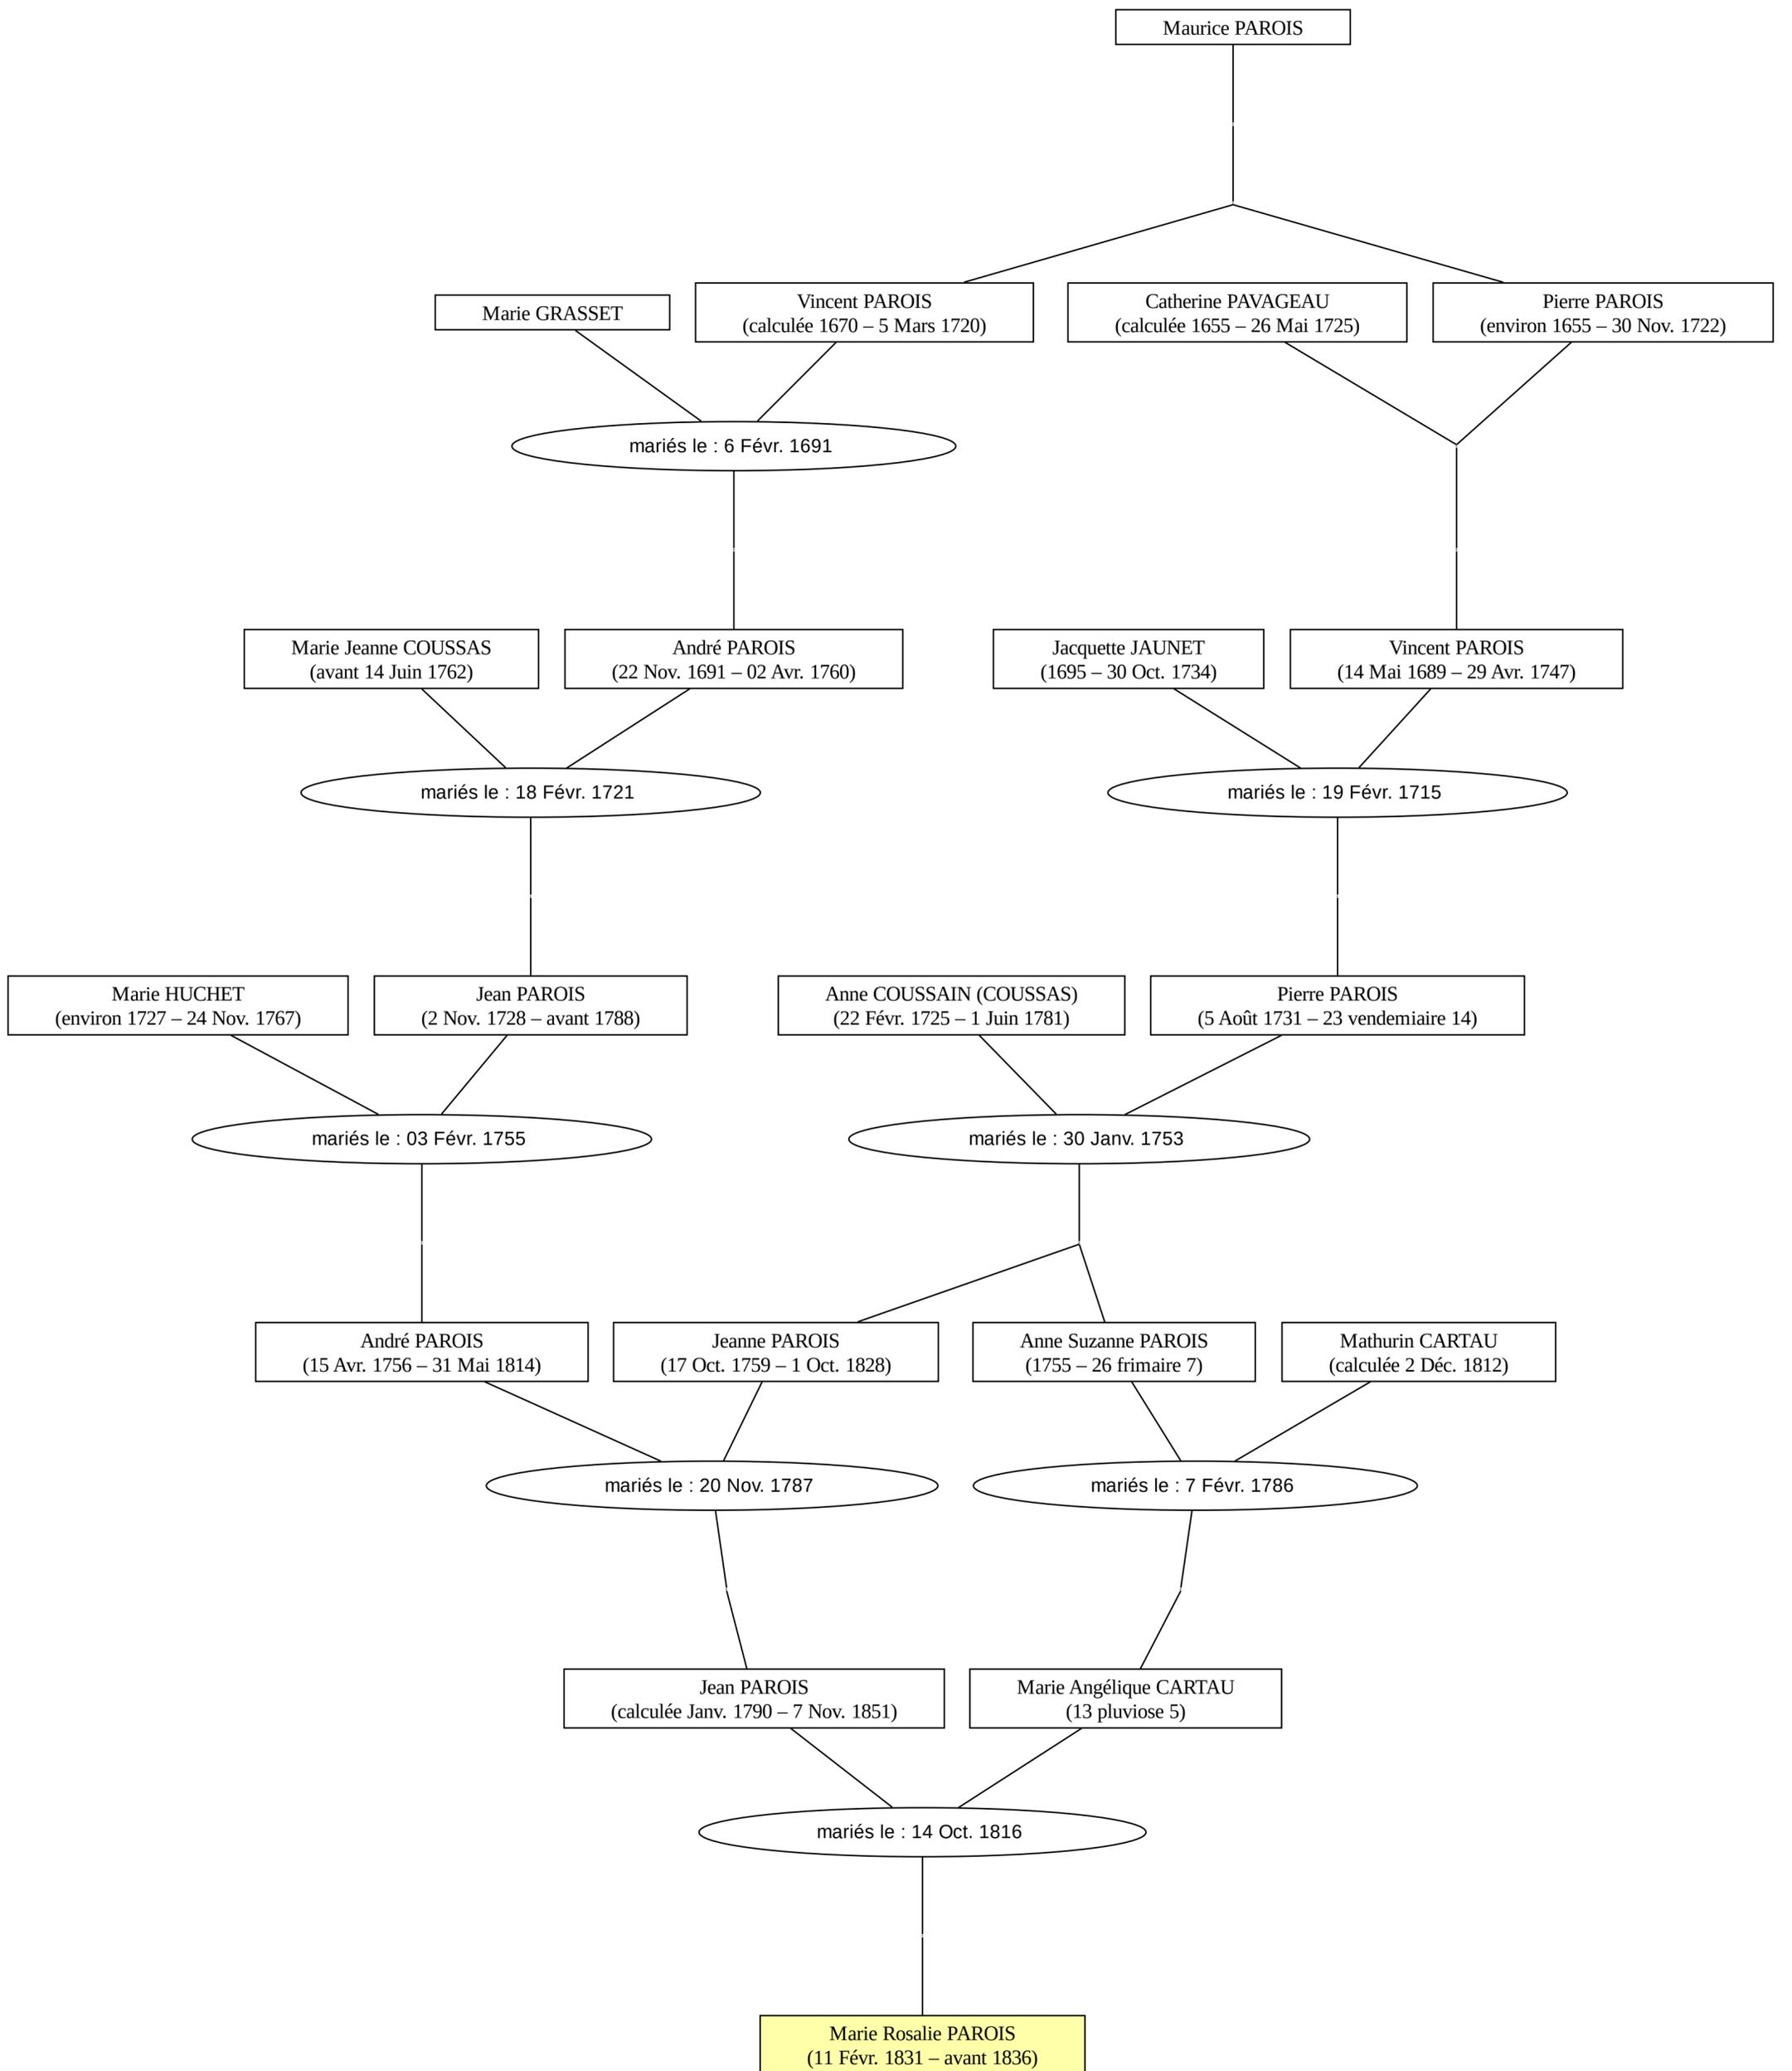 Maurice PAROIS
Marie GRASSET
Vincent PAROIS
(calculée 1670 – 5 Mars 1720)
Catherine PAVAGEAU
(calculée 1655 – 26 Mai 1725)
Pierre PAROIS
(environ 1655 – 30 Nov. 1722)
mariés le : 6 Févr. 1691
Marie Jeanne COUSSAS
(avant 14 Juin 1762)
André PAROIS
(22 Nov. 1691 – 02 Avr. 1760)
Jacquette JAUNET
(1695 – 30 Oct. 1734)
Vincent PAROIS
(14 Mai 1689 – 29 Avr. 1747)
mariés le : 18 Févr. 1721
mariés le : 19 Févr. 1715
Marie HUCHET
(environ 1727 – 24 Nov. 1767)
Jean PAROIS
(2 Nov. 1728 – avant 1788)
Anne COUSSAIN (COUSSAS)
(22 Févr. 1725 – 1 Juin 1781)
Pierre PAROIS
(5 Août 1731 – 23 vendemiaire 14)
mariés le : 03 Févr. 1755
mariés le : 30 Janv. 1753
André PAROIS
(15 Avr. 1756 – 31 Mai 1814)
Jeanne PAROIS
(17 Oct. 1759 – 1 Oct. 1828)
Anne Suzanne PAROIS
(1755 – 26 frimaire 7)
Mathurin CARTAU
(calculée 2 Déc. 1812)
mariés le : 20 Nov. 1787
mariés le : 7 Févr. 1786
Jean PAROIS
(calculée Janv. 1790 – 7 Nov. 1851)
Marie Angélique CARTAU
(13 pluviose 5)
mariés le : 14 Oct. 1816
Marie Rosalie PAROIS
(11 Févr. 1831 – avant 1836)